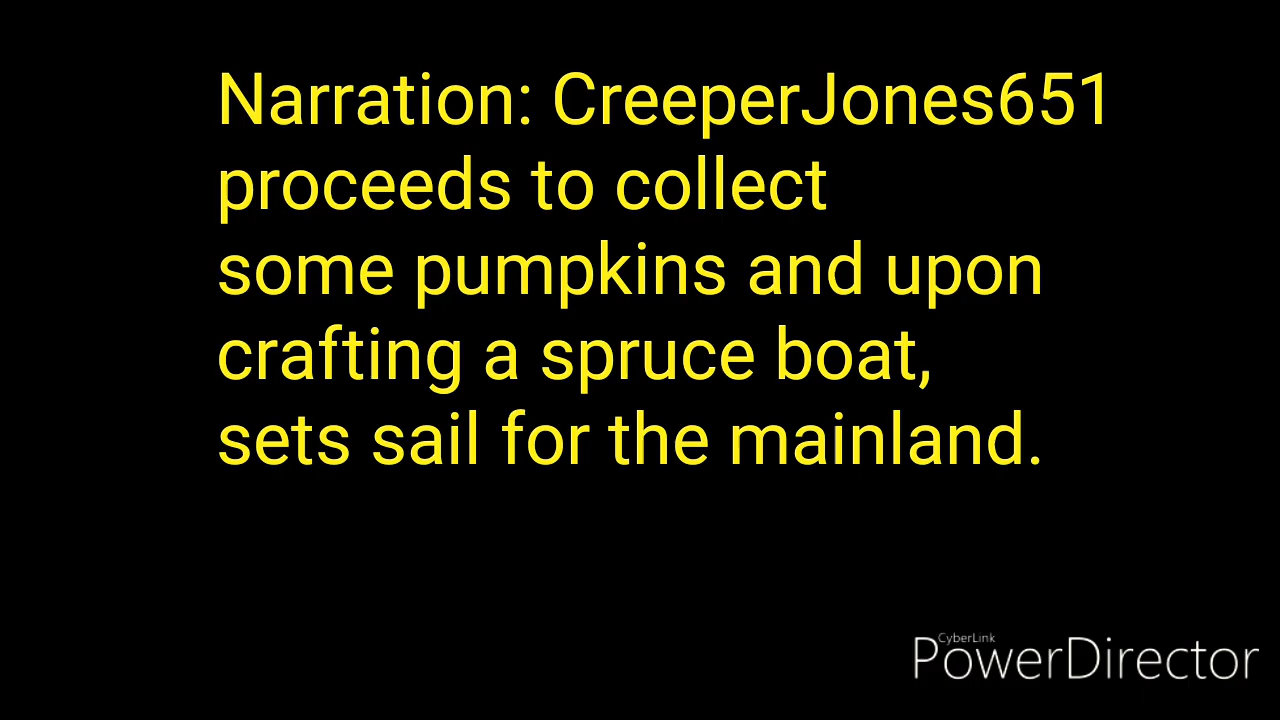 Narration: CreeperJones651
proceeds to collect
some pumpkins and upon
crafting a spruce boat,
sets sail for the mainland.
CyberLink
PowerDirector